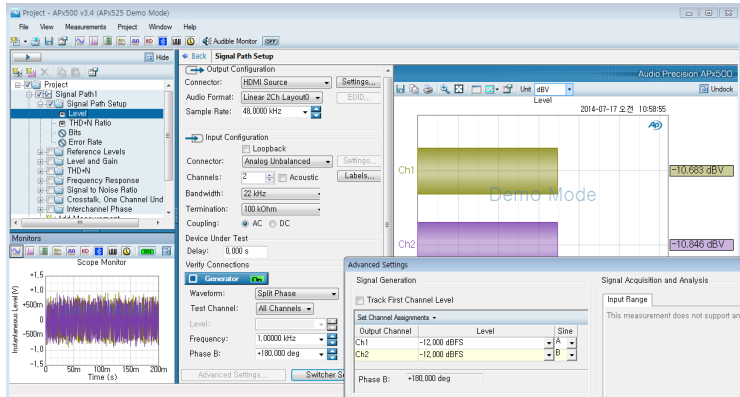 Project - APx500 v3.4 (APx525 Demo Mode)
File View Measurements Project Window Help
Audible Monitor OFF
Hide
Back Signal Path Setup
Project
Signal Path1
Signal Path Setup
Level
THD+N Ratio
Bits
Error Rate
Reference Levels
Level and Gain
THD+N
Frequency Response
Signal to Noise Ratio
Crosstalk, One Channel Und
Interchannel Phase
Add Measurement
Monitors
Scope Monitor
Instantaneous Level (V)
+1.5
+1.0
+500m
0
-500m
-1.0
-1.5
0 50m 100m 150m 200m
Time (s)
Output Configuration
Connector: HDMI Source Settings...
Audio Format: Linear 2Ch Layout0 EDID...
Sample Rate: 48,0000 kHz
Input Configuration
Loopback
Connector: Analog Unbalanced Settings...
Channels: 2 Acoustic Labels...
Bandwidth: 22 kHz
Termination: 100 kOhm
Coupling: AC DC
Device Under Test
Delay: 0,000 s
Verify Connections
Generator On
Waveform: Split Phase
Test Channel: All Channels
Level:
Frequency: 1,00000 kHz
Phase B: +180,000 deg
Advanced Settings... Switcher S
Audio Precision APx500
Unit dBV Undock
Level
2014-07-17 오전 10:58:55
Ap
Ch1 -10.683 dBV
Demo Mode
Ch2 -10.846 dBV
Advanced Settings
Signal Generation
Track First Channel Level
Set Channel Assignments
Output Channel Level Sine
Ch1 -12,000 dBFS A
Ch2 -12,000 dBFS B
Phase B: +180,000 deg
Signal Acquisition and Analysis
Input Range
This measurement does not support an